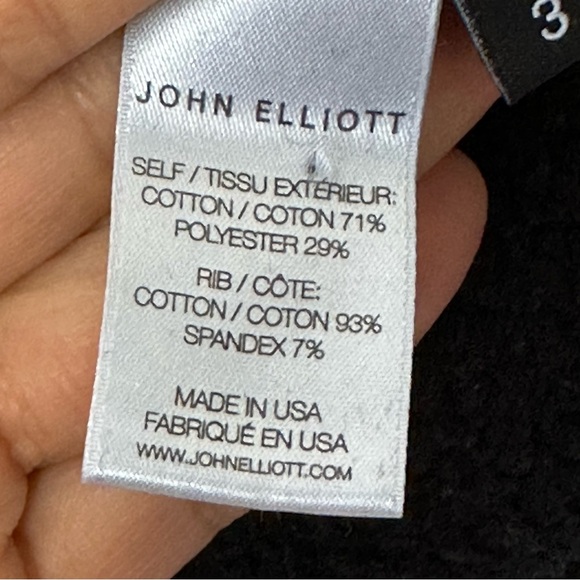 3
JOHN ELLIOTT
SELF / TISSU EXTÉRIEUR:
COTTON / COTON 71%
POLYESTER 29%
RIB / CÔTE:
COTTON / COTON 93%
SPANDEX 7%
MADE IN USA
FABRIQUÉ EN USA
WWW.JOHNELLIOTT.COM